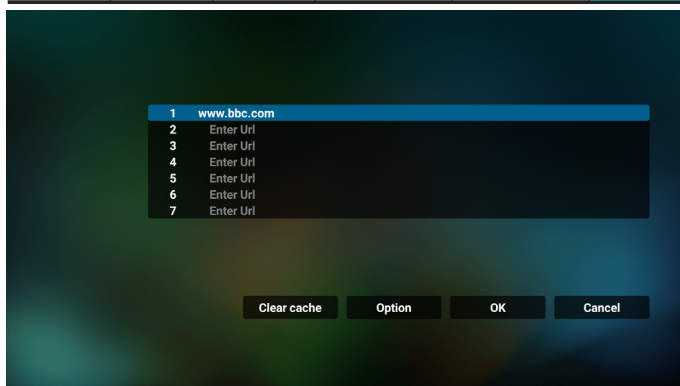 1 www.bbc.com
2 Enter Url
3 Enter Url
4 Enter Url
5 Enter Url
6 Enter Url
7 Enter Url
Clear cache Option OK Cancel